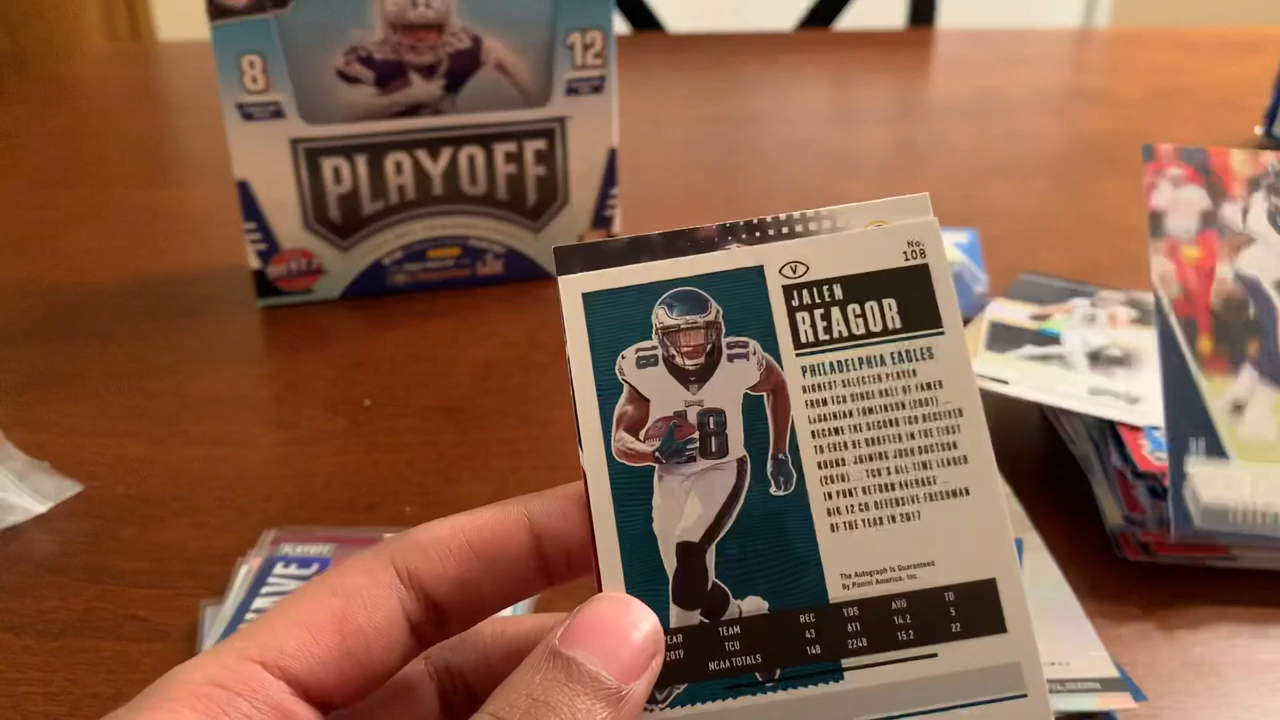 8
12
PLAYOFF
PANINI
No.
108
V
JALEN
REAGOR
PHILADELPHIA EAGLES
HIGHEST-SELECTED PLAYER
FROM TCU SINCE HALL OF FAMER
LaDAINIAN TOMLINSON (2001) ...
BECAME THE SECOND TCU RECEIVER
TO EVER BE DRAFTED IN THE FIRST
ROUND, JOINING JOSH DOCTSON
(2016) ... TCU'S ALL-TIME LEADER
IN PUNT RETURN AVERAGE ...
BIG 12 CO-OFFENSIVE FRESHMAN
OF THE YEAR IN 2017
18
18
18
The Autograph Is Guaranteed
By Panini America, Inc.
YEAR TEAM REC YDS AVG TD
2019 TCU 43 611 14.2 5
NCAA TOTALS 148 2248 15.2 22
PLAYOFF